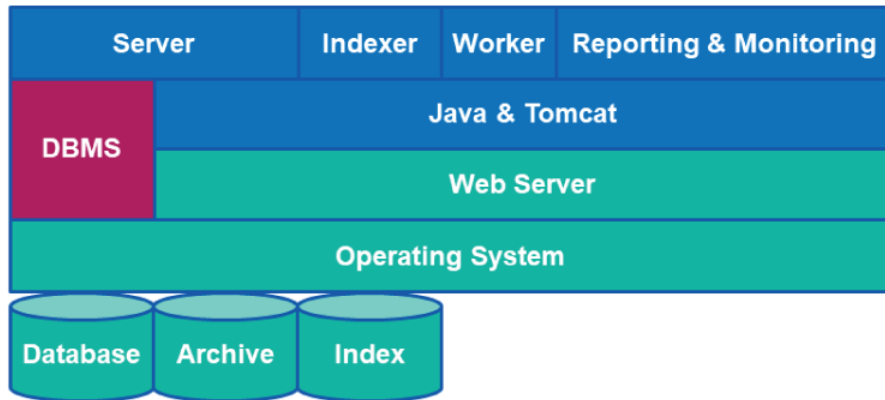 Server
Indexer
Worker
Reporting & Monitoring
DBMS
Java & Tomcat
Web Server
Operating System
Database
Archive
Index